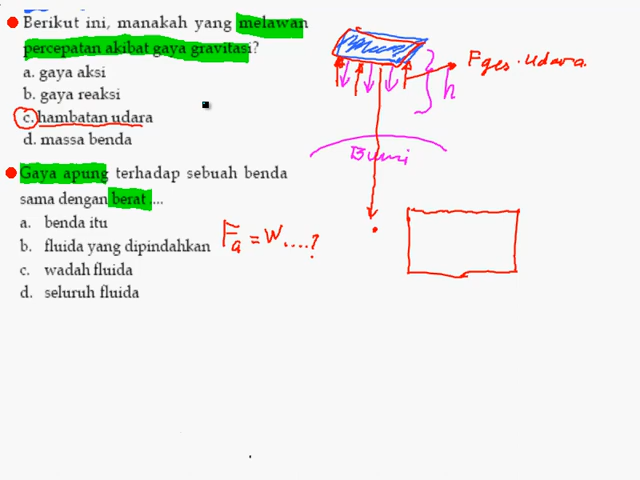 Berikut ini, manakah yang melawan
percepatan akibat gaya gravitasi?
a. gaya aksi
b. gaya reaksi
c. hambatan udara
d. massa benda
Gaya apung terhadap sebuah benda
sama dengan berat ....
a. benda itu
b. fluida yang dipindahkan
c. wadah fluida
d. seluruh fluida
Fges. Udara.
h
Bumi
Fa = W ....?